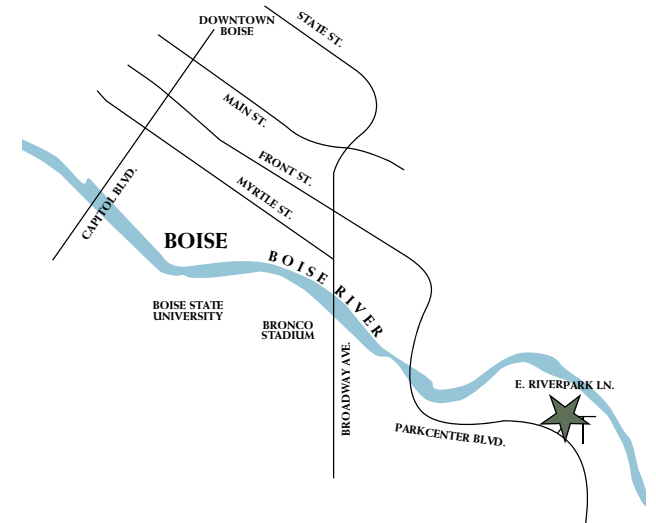 DOWNTOWN
BOISE
STATE ST.
MAIN ST.
FRONT ST.
MYRTLE ST.
CAPITOL BLVD.
BOISE
BOISE RIVER
BOISE STATE
UNIVERSITY
BRONCO
STADIUM
BROADWAY AVE.
E. RIVERPARK LN.
PARKCENTER BLVD.